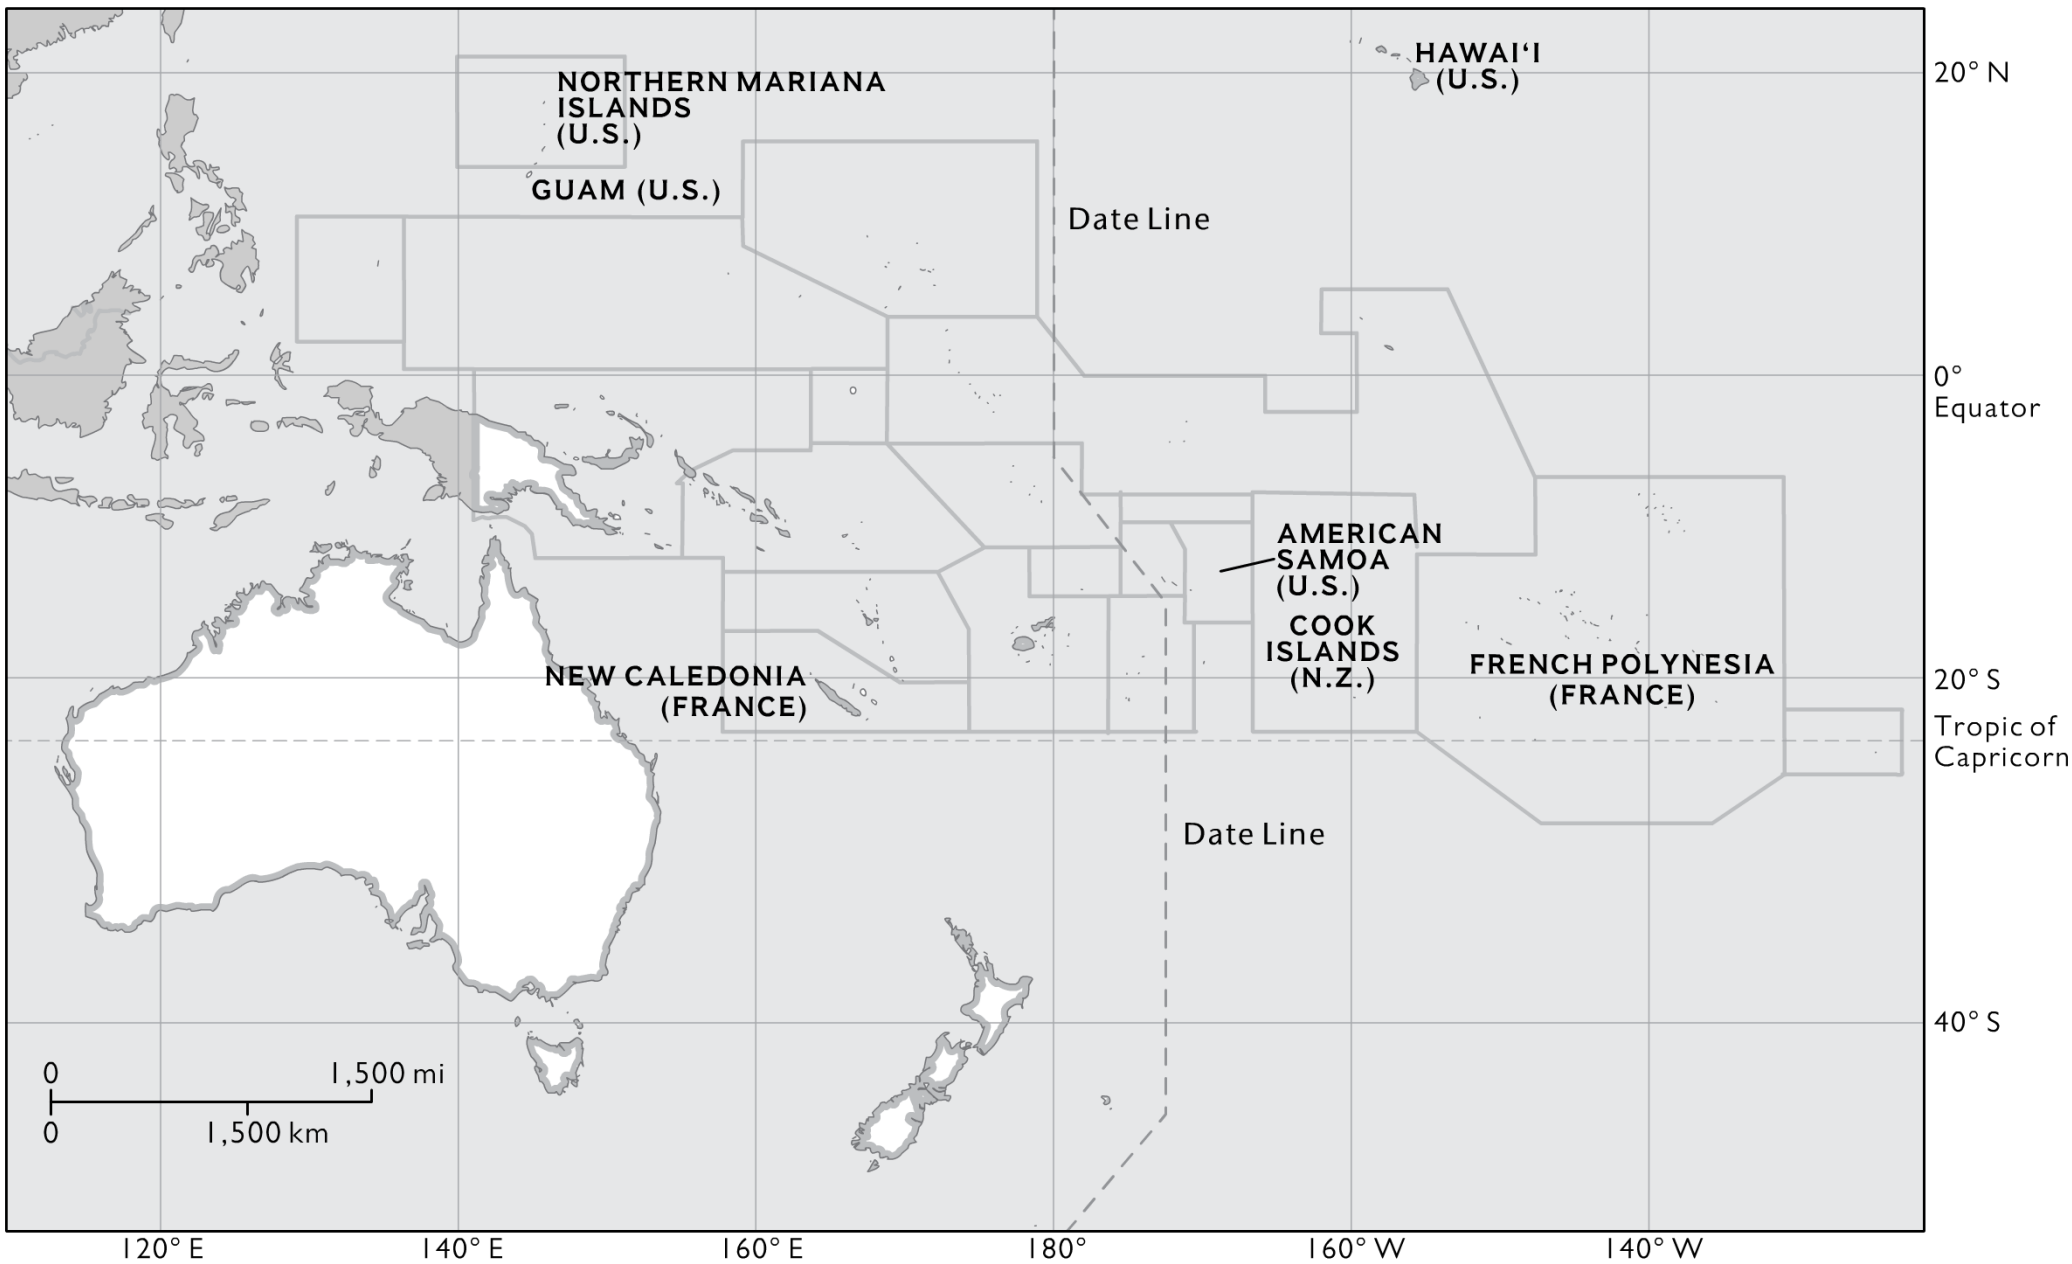 HAWAI‘I
(U.S.)
20° N
NORTHERN MARIANA
ISLANDS
(U.S.)
GUAM (U.S.)
Date Line
0°
Equator
AMERICAN
SAMOA
(U.S.)
COOK
ISLANDS
(N.Z.)
NEW CALEDONIA
(FRANCE)
FRENCH POLYNESIA
(FRANCE)
20° S
Tropic of
Capricorn
Date Line
40° S
0 1,500 mi
0 1,500 km
120° E 140° E 160° E 180° 160° W 140° W